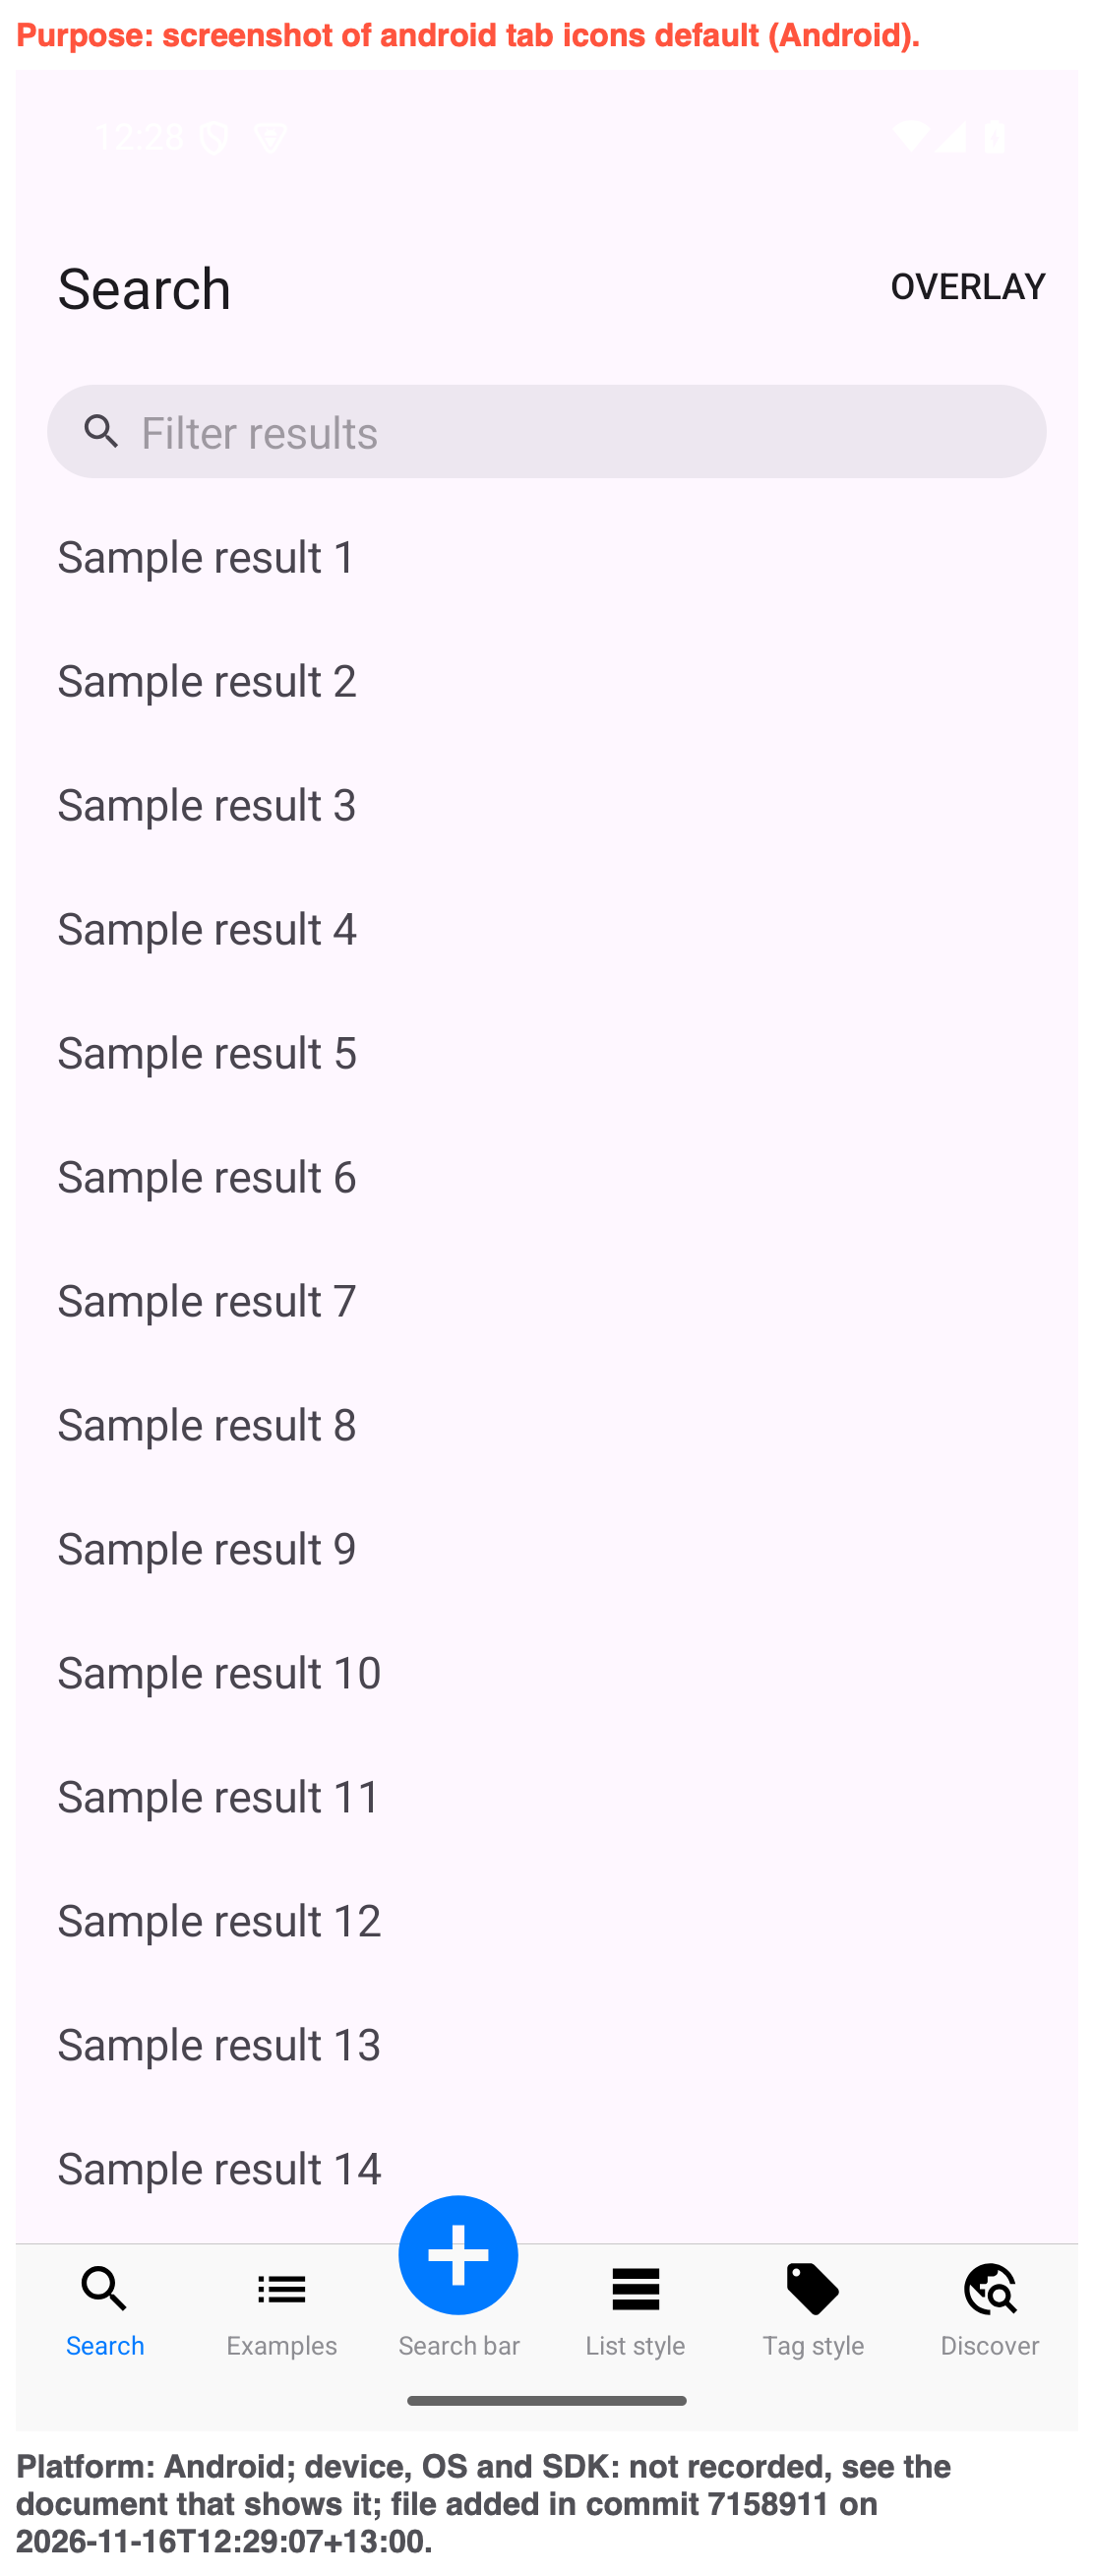 Purpose: screenshot of android tab icons default (Android).
12:28
Search
OVERLAY
Filter results
Sample result 1
Sample result 2
Sample result 3
Sample result 4
Sample result 5
Sample result 6
Sample result 7
Sample result 8
Sample result 9
Sample result 10
Sample result 11
Sample result 12
Sample result 13
Sample result 14
Search
Examples
Search bar
List style
Tag style
Discover
Platform: Android; device, OS and SDK: not recorded, see the
document that shows it; file added in commit 7158911 on
2026-11-16T12:29:07+13:00.